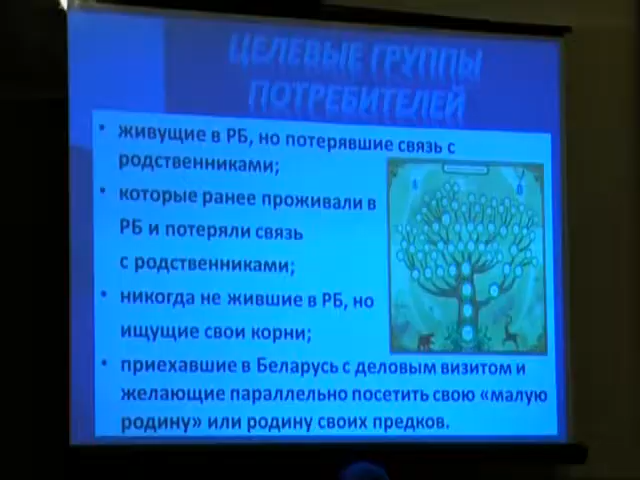 ЦЕЛЕВЫЕ ГРУППЫ
ПОТРЕБИТЕЛЕЙ
• живущие в РБ, но потерявшие связь с
родственниками;
• которые ранее проживали в
РБ и потеряли связь
с родственниками;
• никогда не жившие в РБ, но
ищущие свои корни;
• приехавшие в Беларусь с деловым визитом и
желающие параллельно посетить свою «малую
родину» или родину своих предков.